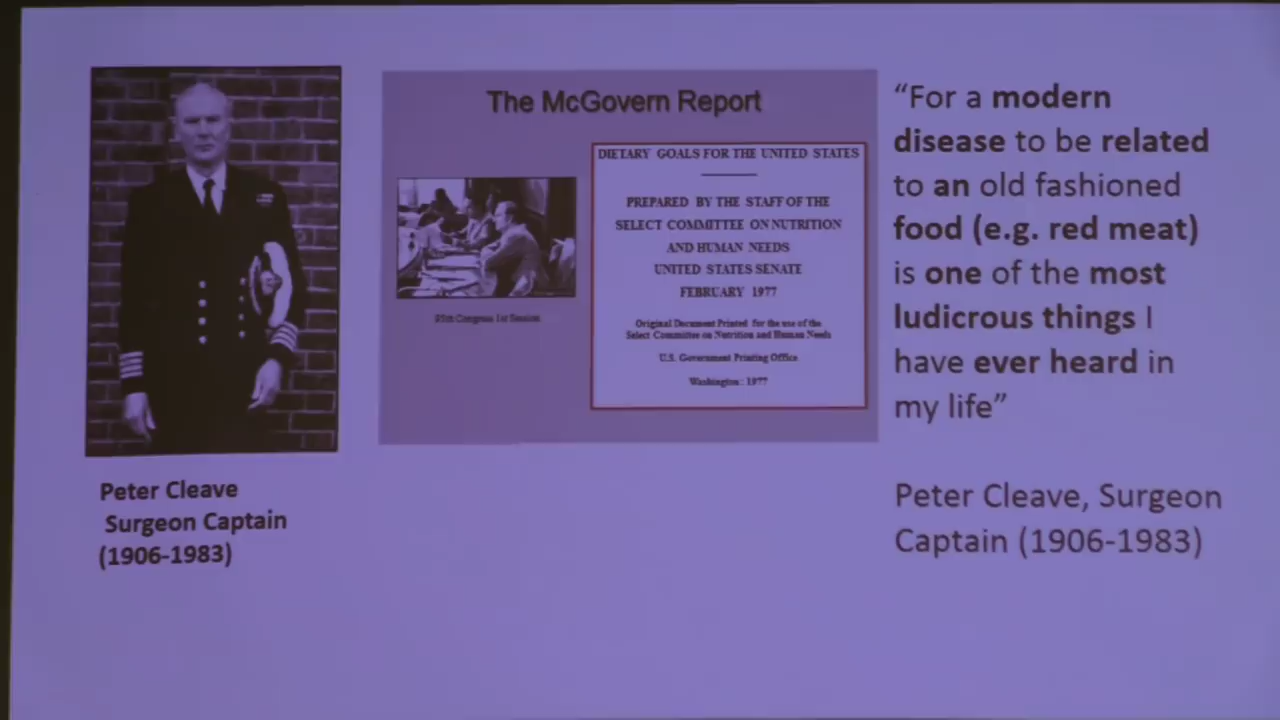 Peter Cleave
Surgeon Captain
(1906-1983)
The McGovern Report
95th Congress 1st Session
DIETARY GOALS FOR THE UNITED STATES
PREPARED BY THE STAFF OF THE
SELECT COMMITTEE ON NUTRITION
AND HUMAN NEEDS
UNITED STATES SENATE
FEBRUARY 1977
Original Document Printed For the use of the
Select Committee on Nutrition and Human Needs
U.S. Government Printing Office
Washington : 1977
“For a modern
disease to be related
to an old fashioned
food (e.g. red meat)
is one of the most
ludicrous things I
have ever heard in
my life”
Peter Cleave, Surgeon
Captain (1906-1983)